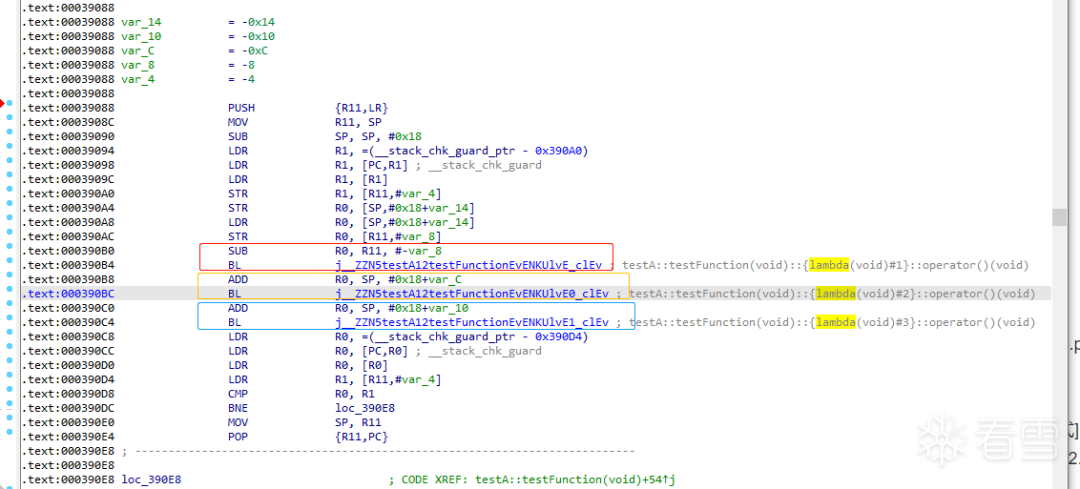 .text:00039088
.text:00039088 var_14 = -0x14
.text:00039088 var_10 = -0x10
.text:00039088 var_C = -0xC
.text:00039088 var_8 = -8
.text:00039088 var_4 = -4
.text:00039088
.text:00039088 PUSH {R11,LR}
.text:0003908C MOV R11, SP
.text:00039090 SUB SP, SP, #0x18
.text:00039094 LDR R1, =(__stack_chk_guard_ptr - 0x390A0)
.text:00039098 LDR R1, [PC,R1] ; __stack_chk_guard
.text:0003909C LDR R1, [R1]
.text:000390A0 STR R1, [R11,#var_4]
.text:000390A4 STR R0, [SP,#0x18+var_14]
.text:000390A8 LDR R0, [SP,#0x18+var_14]
.text:000390AC STR R0, [R11,#var_8]
.text:000390B0 SUB R0, R11, #-var_8
.text:000390B4 BL j__ZZN5testA12testFunctionEvENKUlvE_clEv ; testA::testFunction(void)::{lambda(void)#1}::operator()(void)
.text:000390B8 ADD R0, SP, #0x18+var_C
.text:000390BC BL j__ZZN5testA12testFunctionEvENKUlvE0_clEv ; testA::testFunction(void)::{lambda(void)#2}::operator()(void)
.text:000390C0 ADD R0, SP, #0x18+var_10
.text:000390C4 BL j__ZZN5testA12testFunctionEvENKUlvE1_clEv ; testA::testFunction(void)::{lambda(void)#3}::operator()(void)
.text:000390C8 LDR R0, =(__stack_chk_guard_ptr - 0x390D4)
.text:000390CC LDR R0, [PC,R0] ; __stack_chk_guard
.text:000390D0 LDR R0, [R0]
.text:000390D4 LDR R1, [R11,#var_4]
.text:000390D8 CMP R0, R1
.text:000390DC BNE loc_390E8
.text:000390E0 MOV SP, R11
.text:000390E4 POP {R11,PC}
.text:000390E8 ; ---------------------------------------------------------------------------
.text:000390E8
.text:000390E8 loc_390E8 ; CODE XREF: testA::testFunction(void)+54↑j
.p
2.
看雪